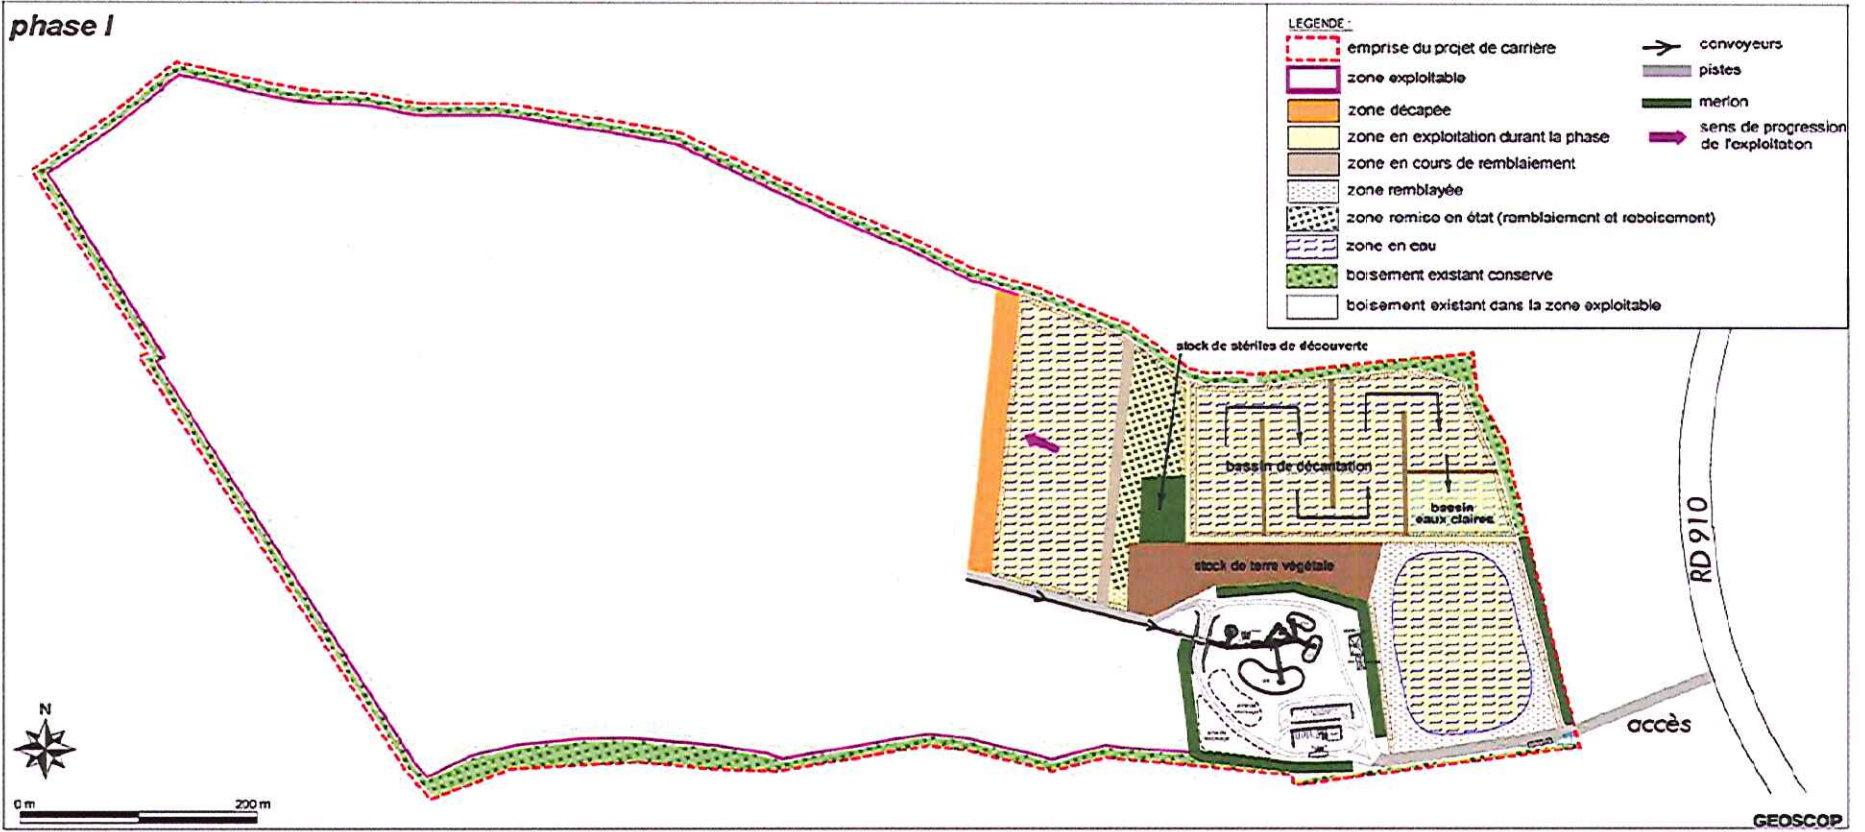 phase I
LEGENDE :
emprise du projet de carrière
zone exploitable
zone décapée
zone en exploitation durant la phase
zone en cours de remblaiement
zone remblayée
zone remise en état (remblaiement et reboisement)
zone en eau
boisement existant conserve
boisement existant dans la zone exploitable
convoyeurs
pistes
merlon
sens de progression
de l'exploitation
stock de stériles de découverte
bassin de décantation
bassin
eaux claires
stock de terre végétale
RD 910
accès
N
0 m
200 m
GEOSCOP